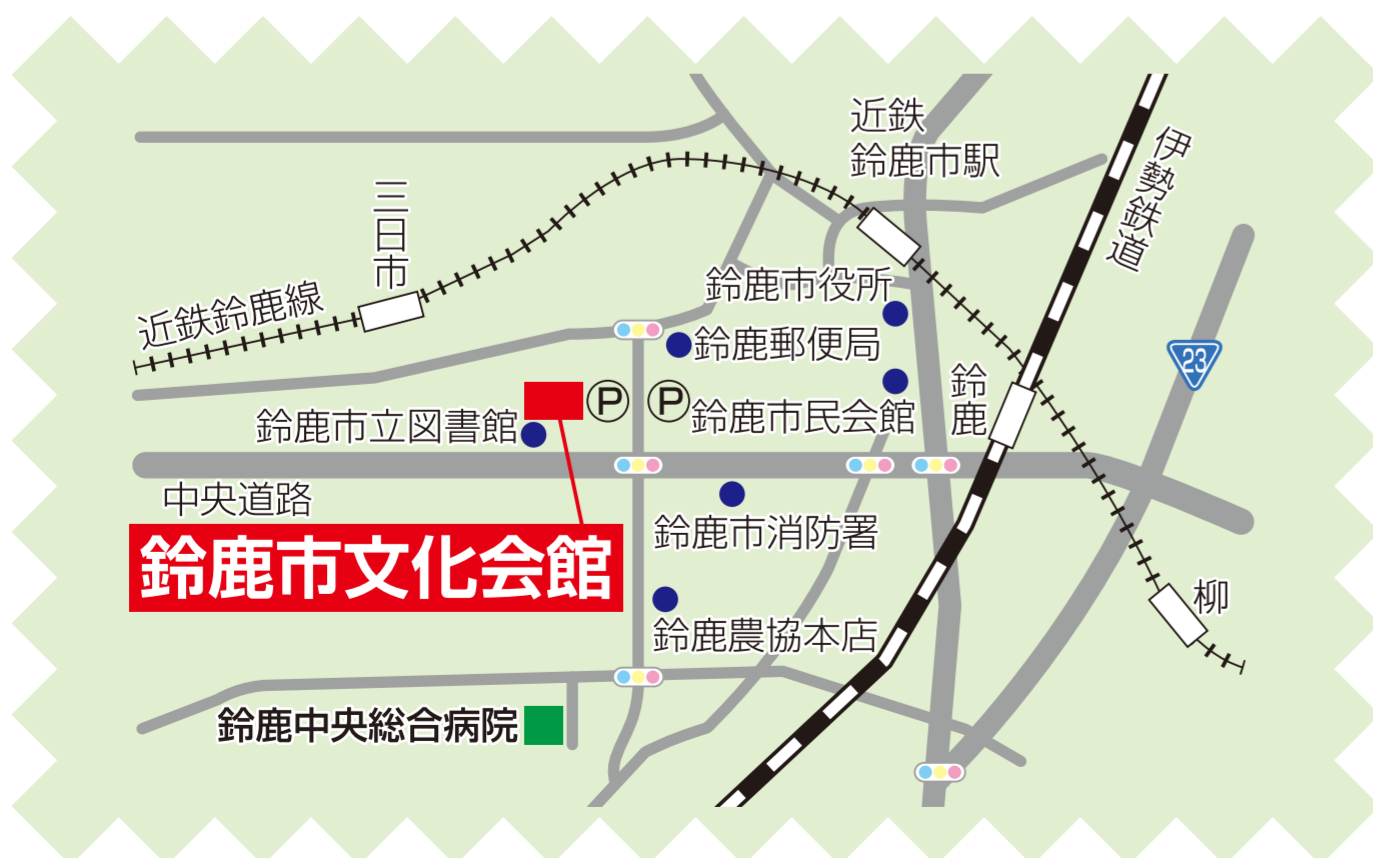 近鉄
鈴鹿市駅
伊勢鉄道
三日市
近鉄鈴鹿線
鈴鹿市役所
鈴鹿郵便局
23
鈴鹿
P
P
鈴鹿市民会館
鈴鹿市立図書館
中央道路
鈴鹿市消防署
鈴鹿市文化会館
柳
鈴鹿農協本店
鈴鹿中央総合病院